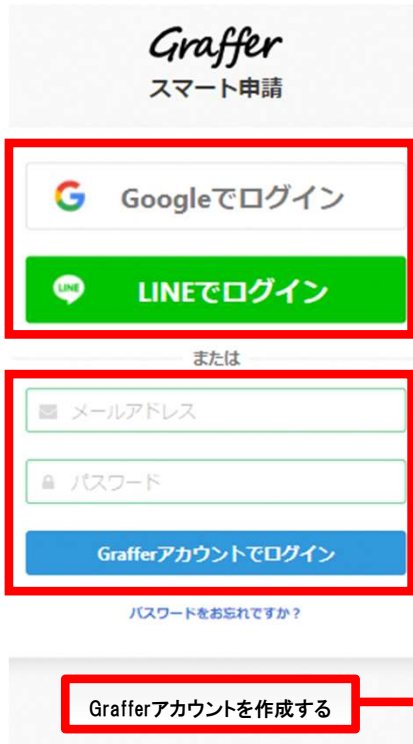 Graffer
スマート申請
Googleでログイン
LINE LINEでログイン
または
メールアドレス
パスワード
Grafferアカウントでログイン
パスワードをお忘れですか？
Grafferアカウントを作成する